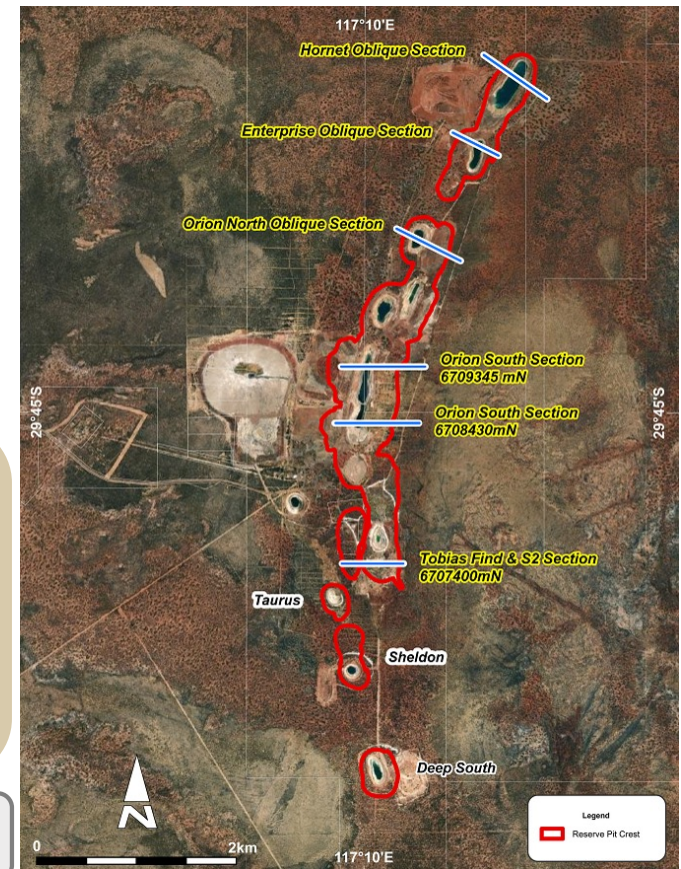 117°10'E
Hornet Oblique Section
Enterprise Oblique Section
Orion North Oblique Section
Orion South Section
6709345 mN
29°45'S
29°45'S
Orion South Section
6708430mN
Tobias Find & S2 Section
6707400mN
Taurus
Sheldon
Deep South
N
Legend
Reserve Pit Crest
0
2km
117°10'E